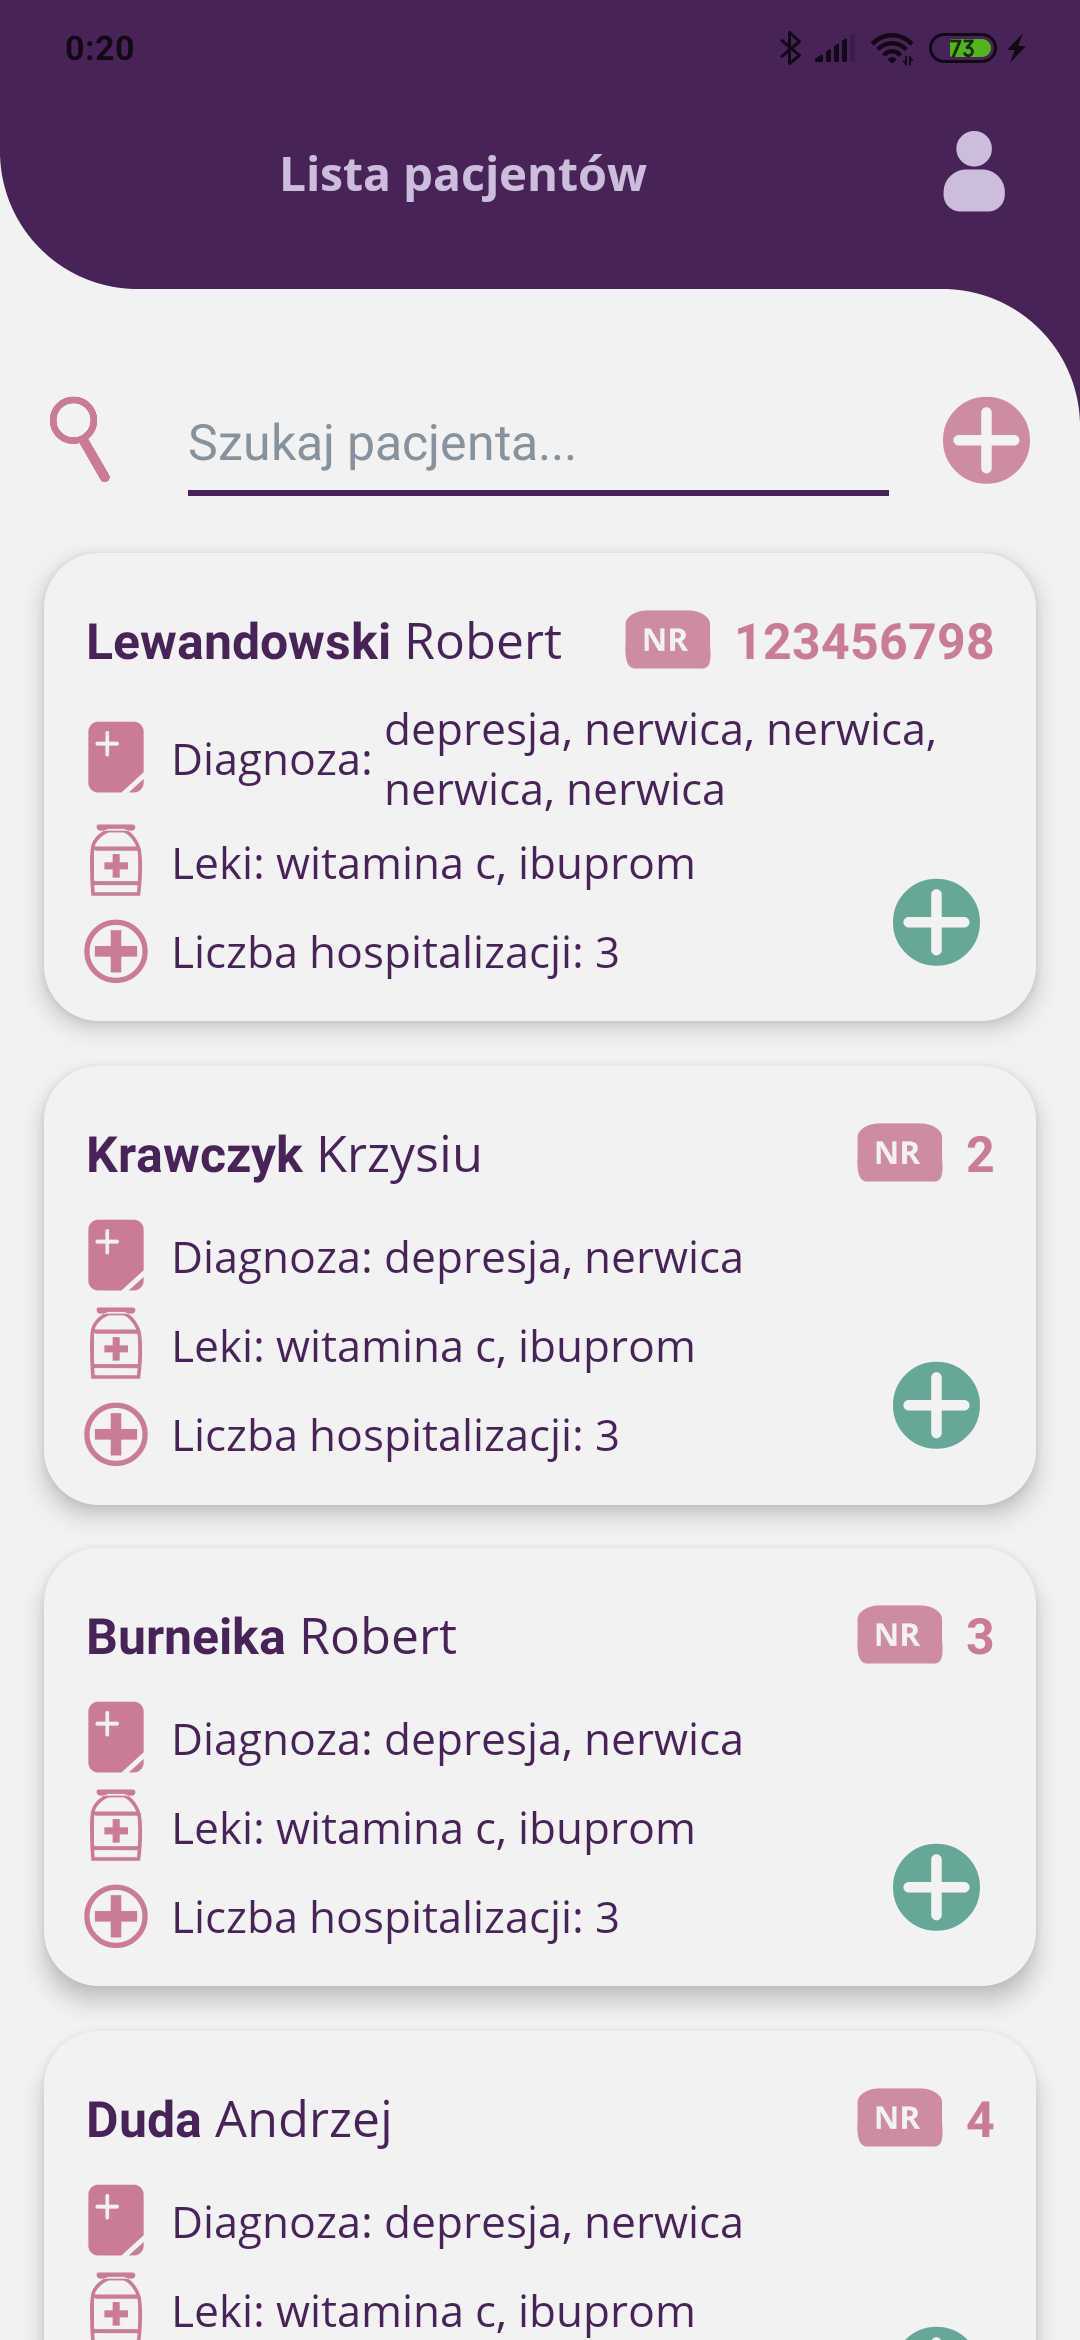 0:20
73
Lista pacjentów
Szukaj pacjenta...
Lewandowski Robert NR 123456798
Diagnoza: depresja, nerwica, nerwica,
nerwica, nerwica
Leki: witamina c, ibuprom
Liczba hospitalizacji: 3
Krawczyk Krzysiu NR 2
Diagnoza: depresja, nerwica
Leki: witamina c, ibuprom
Liczba hospitalizacji: 3
Burneika Robert NR 3
Diagnoza: depresja, nerwica
Leki: witamina c, ibuprom
Liczba hospitalizacji: 3
Duda Andrzej NR 4
Diagnoza: depresja, nerwica
Leki: witamina c, ibuprom